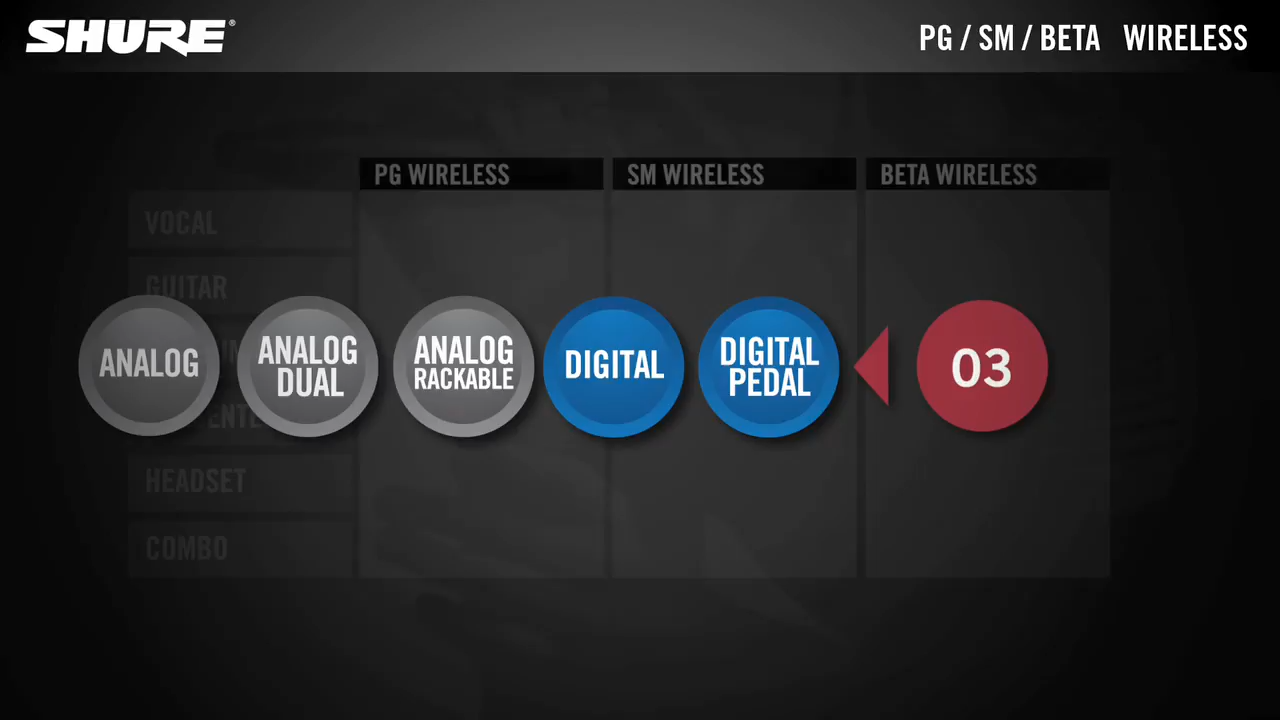 SHURE®
PG / SM / BETA WIRELESS
PG WIRELESS
SM WIRELESS
BETA WIRELESS
VOCAL
GUITAR
ANALOG
ANALOG
DUAL
ANALOG
RACKABLE
DIGITAL
DIGITAL
PEDAL
03
HEADSET
COMBO